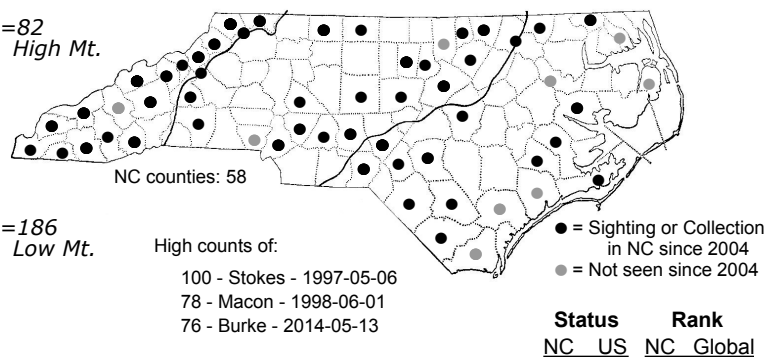 =82
High Mt.
NC counties: 58
=186
Low Mt.
High counts of:
100 - Stokes - 1997-05-06
78 - Macon - 1998-06-01
76 - Burke - 2014-05-13
= Sighting or Collection
in NC since 2004
= Not seen since 2004
Status Rank
NC US NC Global